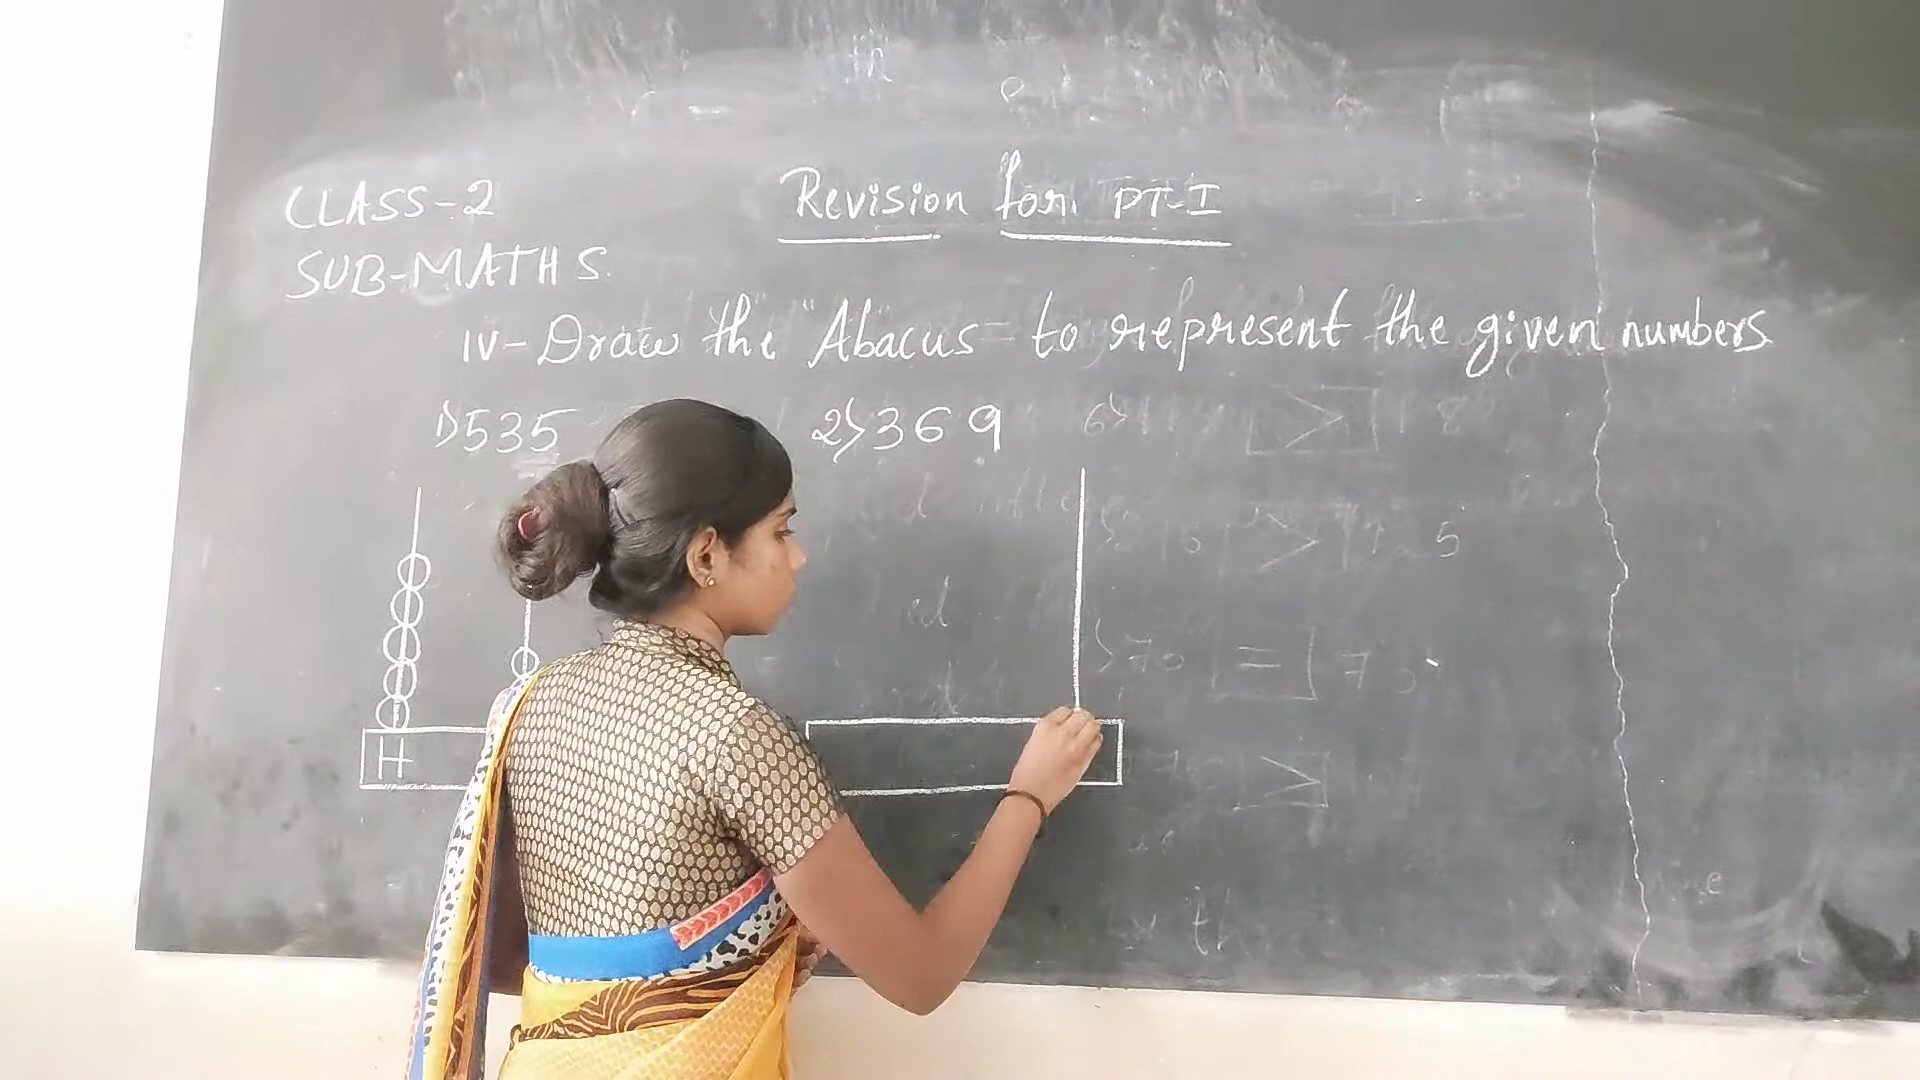 CLASS-2
Revision for PT-I
SUB-MATHS
IV-Draw the "Abacus" to represent the given numbers
1)535
2)369
H